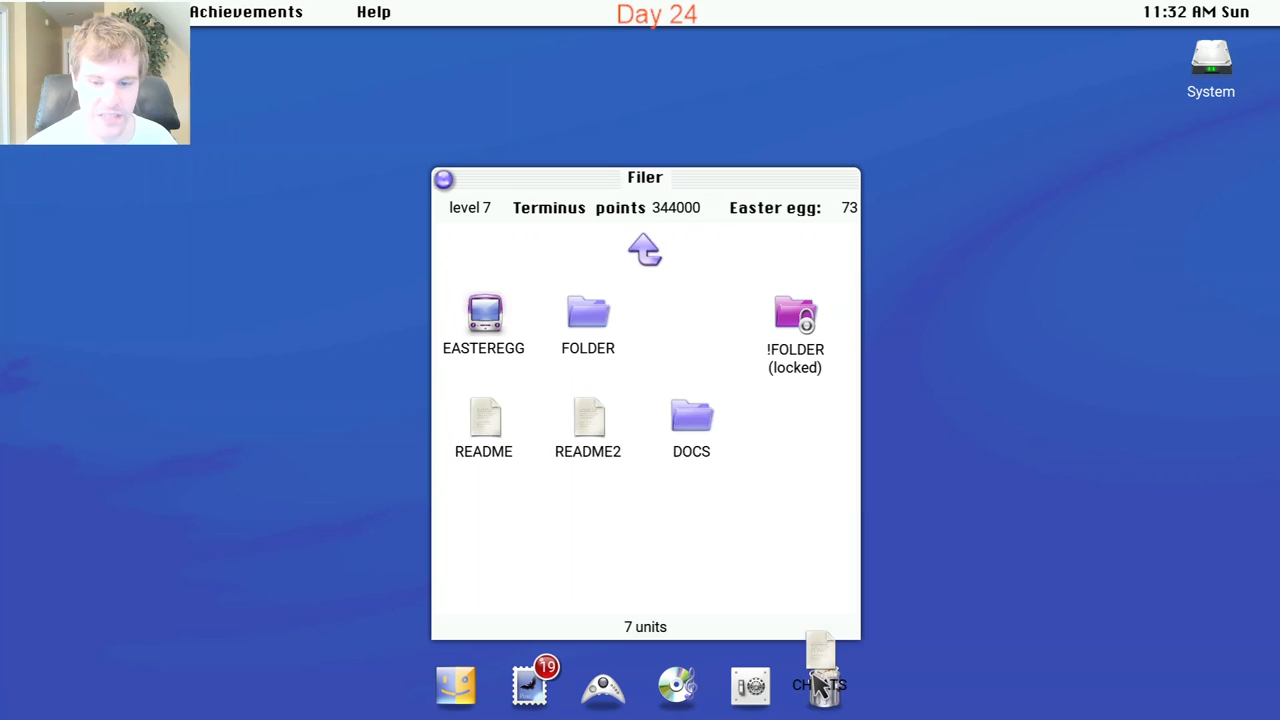 Achievements Help Day 24 11:32 AM Sun
System
Filer
level 7 Terminus points 344000 Easter egg: 73
EASTEREGG FOLDER !FOLDER
(locked)
README README2 DOCS
7 units
19